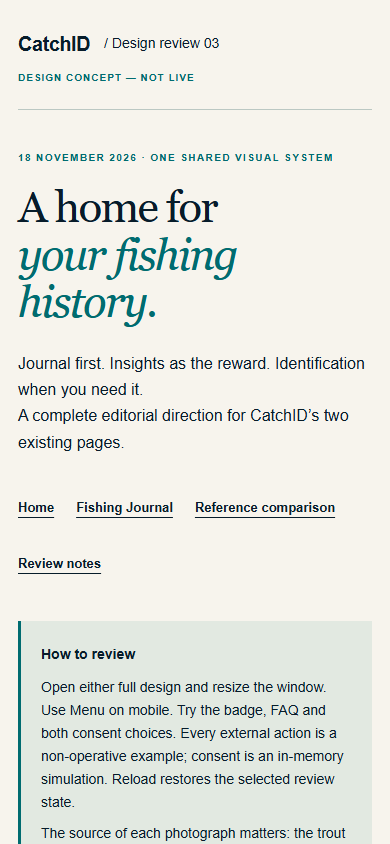 CatchID / Design review 03
DESIGN CONCEPT — NOT LIVE
18 NOVEMBER 2026 · ONE SHARED VISUAL SYSTEM
A home for
your fishing
history.
Journal first. Insights as the reward. Identification
when you need it.
A complete editorial direction for CatchID’s two
existing pages.
Home Fishing Journal Reference comparison
Review notes
How to review
Open either full design and resize the window.
Use Menu on mobile. Try the badge, FAQ and
both consent choices. Every external action is a
non-operative example; consent is an in-memory
simulation. Reload restores the selected review
state.
The source of each photograph matters: the trout